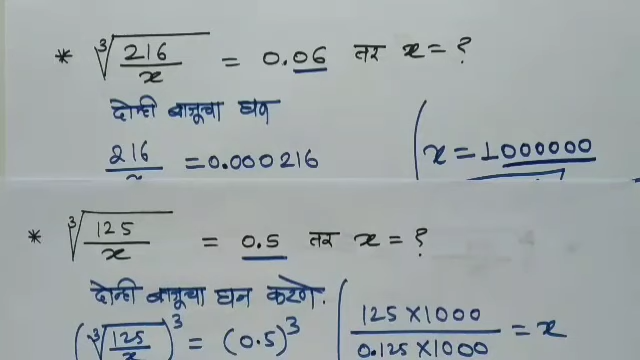 * ∛(216/x) = 0.06 तर x = ?
दोन्ही बाजूचा घन
216/x = 0.000216
x = 1000000
* ∛(125/x) = 0.5 तर x = ?
दोन्ही बाजूचा घन करणे.
(∛(125/x))³ = (0.5)³
125×1000/0.125×1000 = x